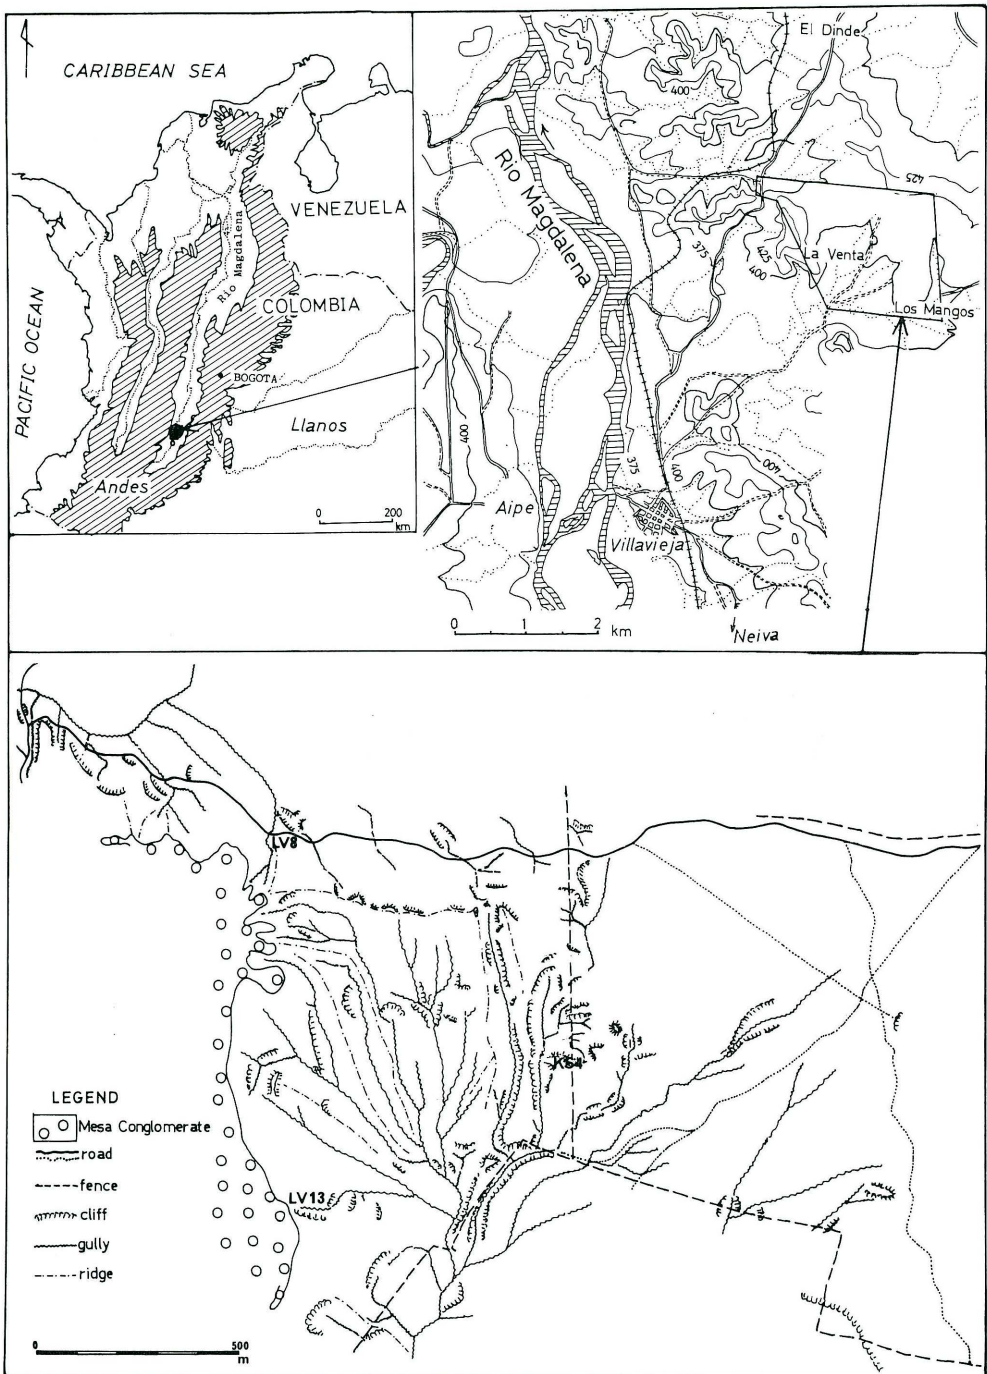 CARIBBEAN SEA
VENEZUELA
Rio Magdalena
COLOMBIA
PACIFIC OCEAN
BOGOTA
Llanos
Andes
0 200
km
El Dinde
400
425
Rio Magdalena
375
425
400
La Venta
Los Mangos
400
375
400
400
Aipe
Villavieja
0 1 2
km
Neiva
LV8
KS4
LV13
LEGEND
Mesa Conglomerate
road
fence
cliff
gully
ridge
0 500
m